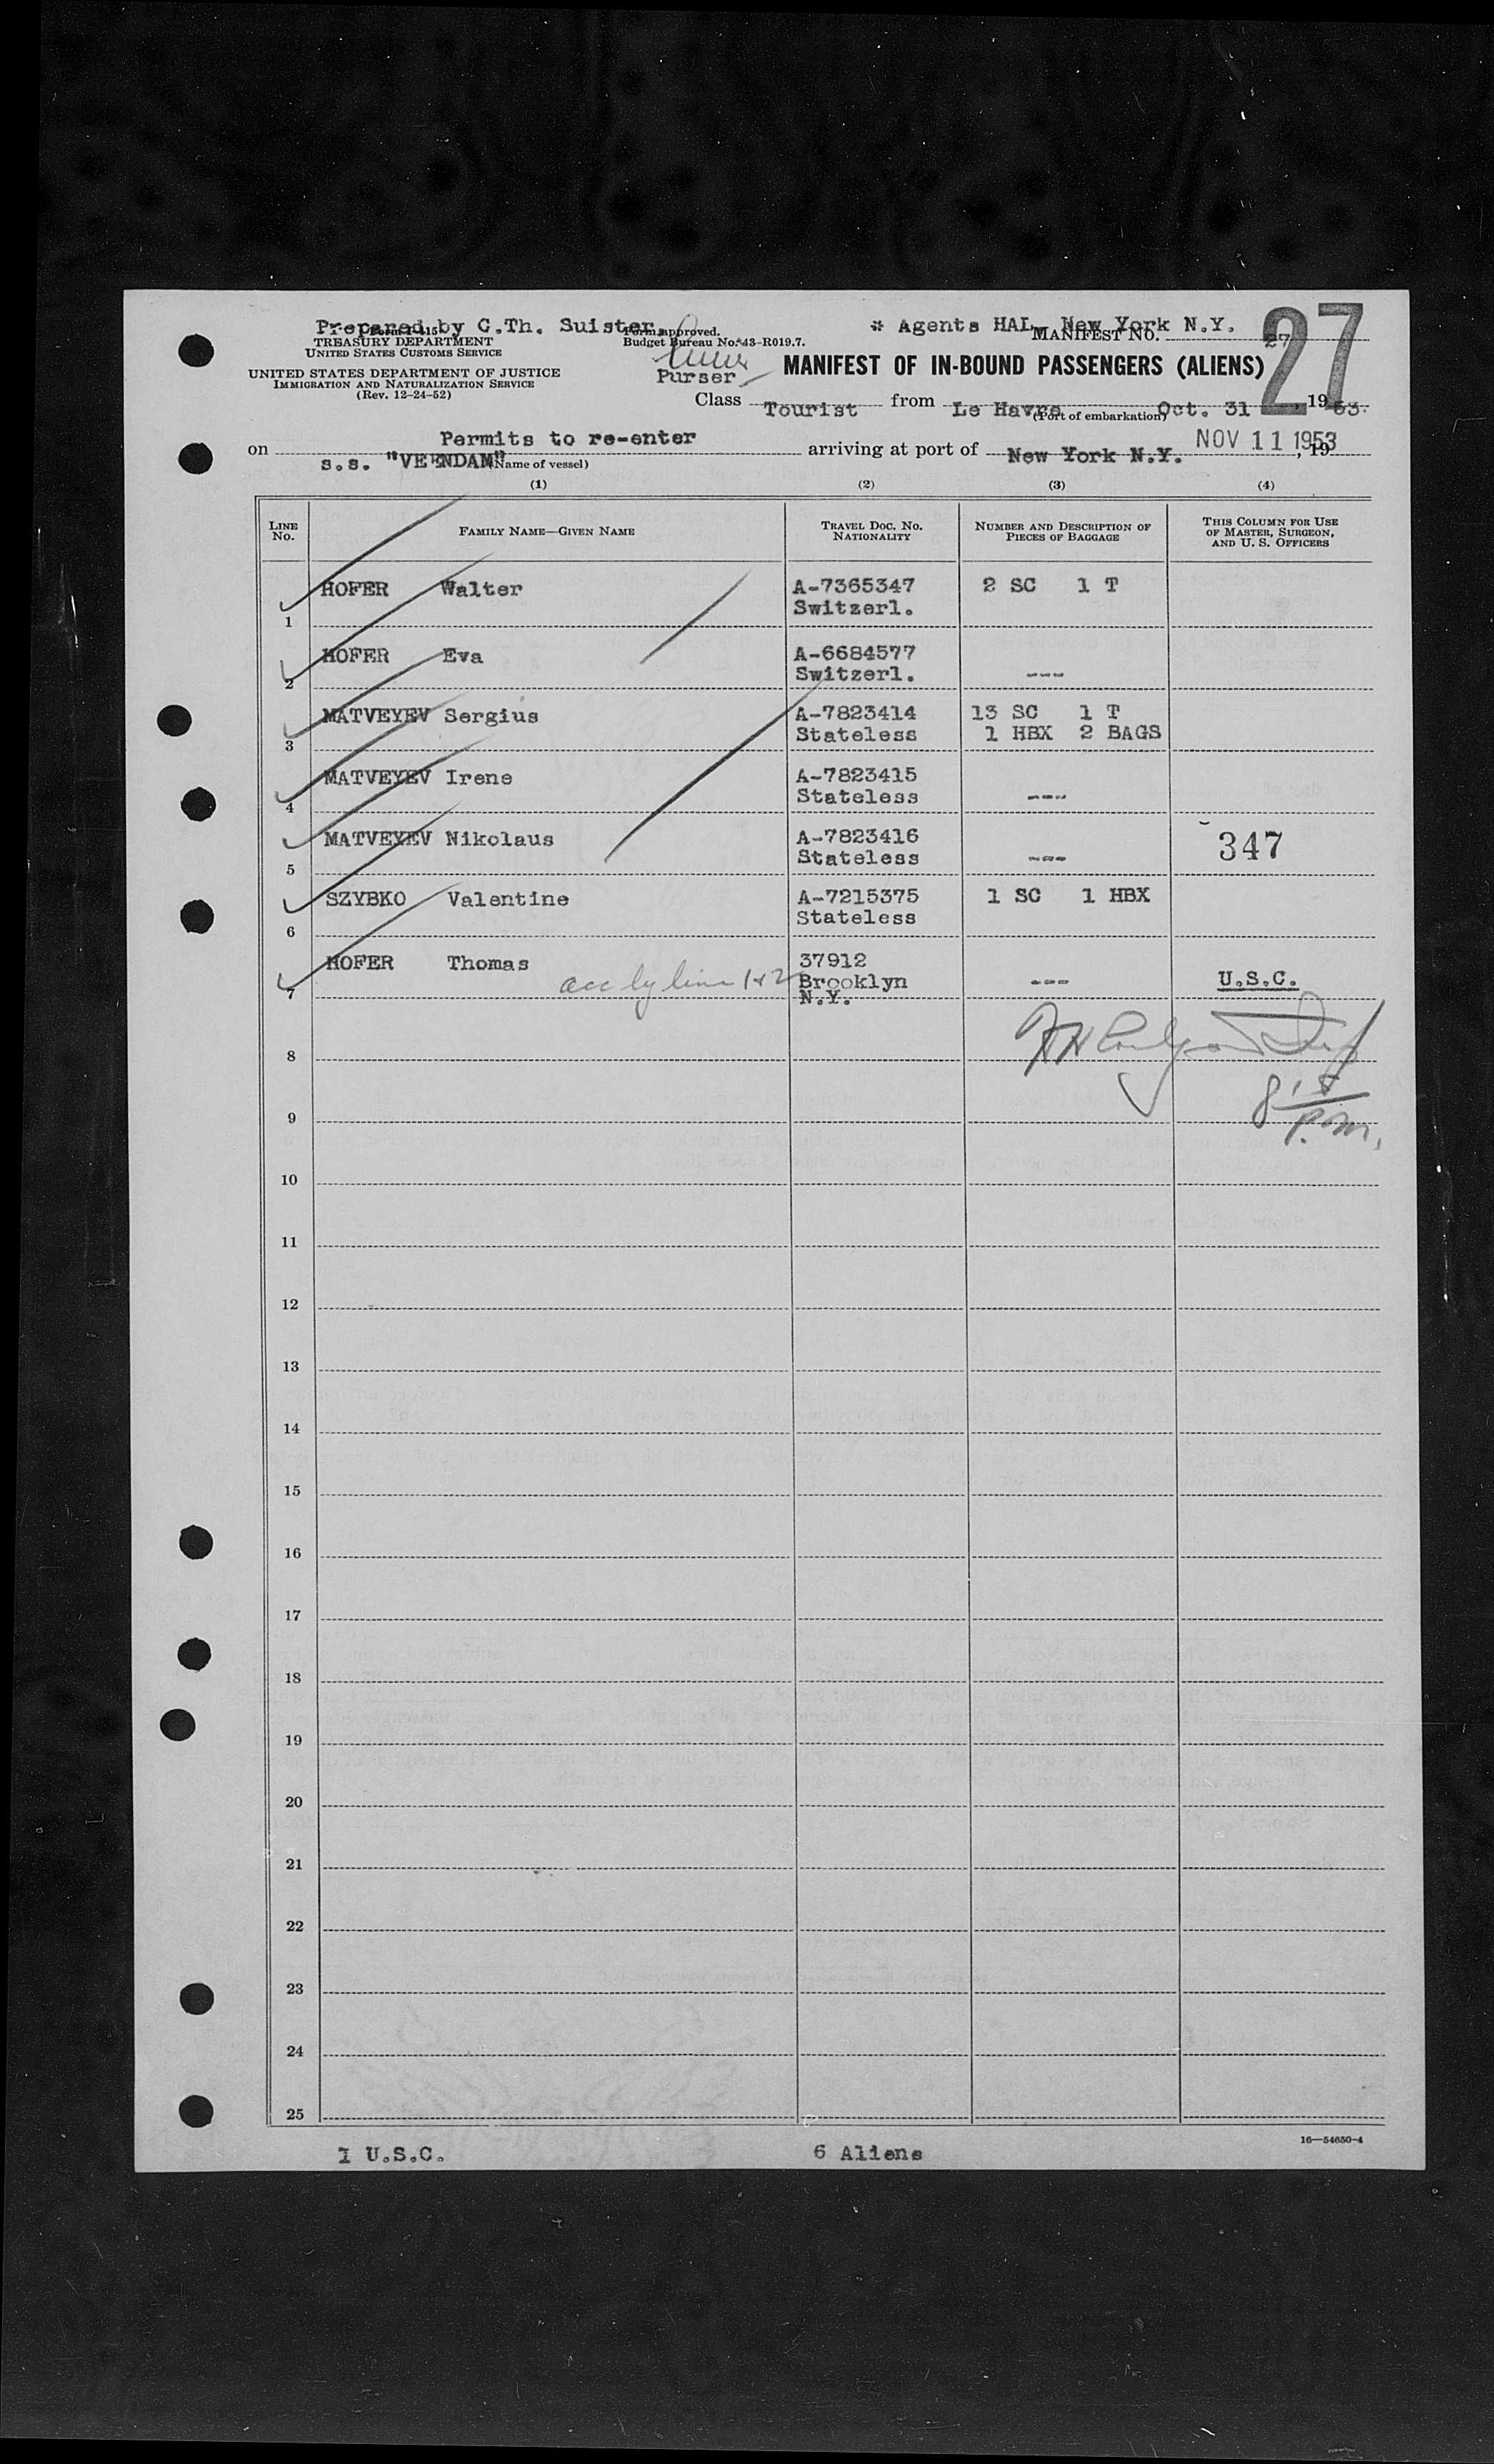 Prepared by C.Th. Suister
* Agents HAL New York N.Y.
27
TREASURY DEPARTMENT
UNITED STATES CUSTOMS SERVICE
Form approved.
Budget Bureau No. 43-R019.7.
MANIFEST NO. 27
UNITED STATES DEPARTMENT OF JUSTICE
IMMIGRATION AND NATURALIZATION SERVICE
(Rev. 12-24-52)
Purser
MANIFEST OF IN-BOUND PASSENGERS (ALIENS)
Class Tourist from Le Havre Oct. 31, 1953.
(Port of embarkation)
Permits to re-enter
on s.s. "VEENDAM" arriving at port of New York N.Y. NOV 11 1953, 19
(Name of vessel)
(1) (2) (3) (4)
LINE No. FAMILY NAME—GIVEN NAME TRAVEL DOC. NO. NATIONALITY NUMBER AND DESCRIPTION OF PIECES OF BAGGAGE THIS COLUMN FOR USE OF MASTER, SURGEON, AND U. S. OFFICERS
1 HOFER Walter A-7365347 Switzerl. 2 SC 1 T
2 HOFER Eva A-6684577 Switzerl. ---
3 MATVEYEV Sergius A-7823414 Stateless 13 SC 1 T 1 HBX 2 BAGS
4 MATVEYEV Irene A-7823415 Stateless ---
5 MATVEYEV Nikolaus A-7823416 Stateless --- 347
6 SZYBKO Valentine A-7215375 Stateless 1 SC 1 HBX
7 HOFER Thomas acc by line 1+2 37912 Brooklyn N.Y. --- U.S.C.
8
8 15 p.m.
9
10
11
12
13
14
15
16
17
18
19
20
21
22
23
24
25
16—54650-4
1 U.S.C. 6 Aliens